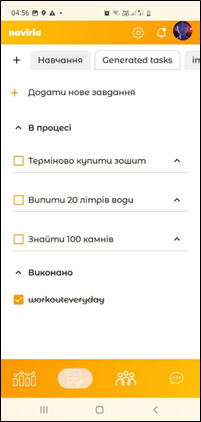 04:56
naviria
+ Навчання Generated tasks in
+ Додати нове завдання
В процесі
Терміново купити зошит
Випити 20 літрів води
Знайти 100 камнів
Виконано
workouteveryday